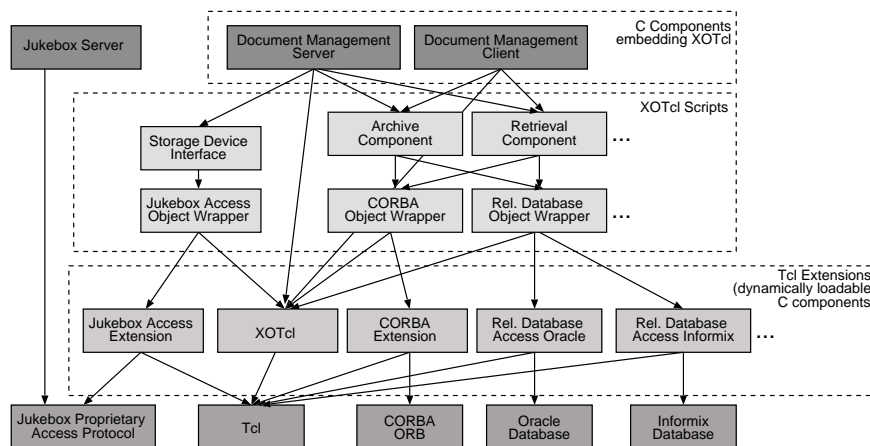 C Components
embedding XOTcl
Jukebox Server
Document Management
Server
Document Management
Client
XOTcl Scripts
Storage Device
Interface
Archive
Component
Retrieval
Component
...
Jukebox Access
Object Wrapper
CORBA
Object Wrapper
Rel. Database
Object Wrapper
...
Tcl Extensions
(dynamically loadable
C components)
Jukebox Access
Extension
XOTcl
CORBA
Extension
Rel. Database
Access Oracle
Rel. Database
Access Informix
...
Jukebox Proprietary
Access Protocol
Tcl
CORBA
ORB
Oracle
Database
Informix
Database